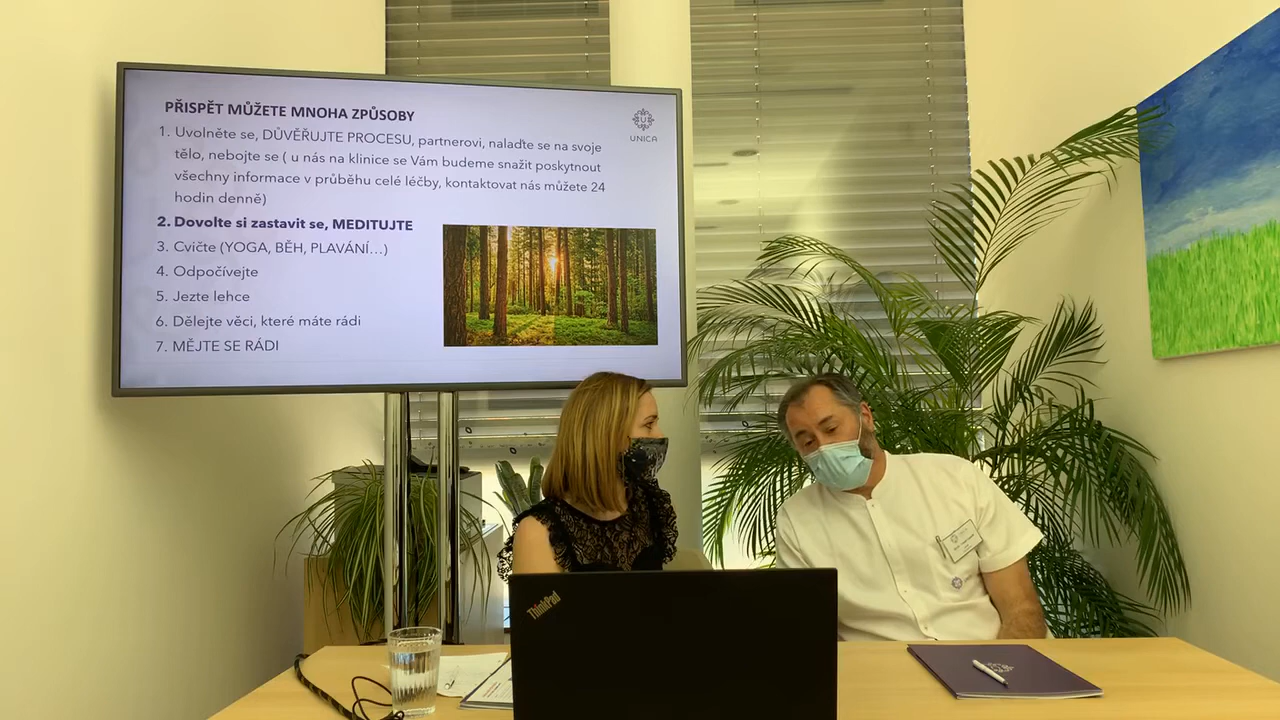 PŘISPĚT MŮŽETE MNOHA ZPŮSOBY
1. Uvolněte se, DŮVĚŘUJTE PROCESU, partnerovi, nalaďte se na svoje
tělo, nebojte se ( u nás na klinice se Vám budeme snažit poskytnout
všechny informace v průběhu celé léčby, kontaktovat nás můžete 24
hodin denně)
2. Dovolte si zastavit se, MEDITUJTE
3. Cvičte (YOGA, BĚH, PLAVÁNÍ...)
4. Odpočívejte
5. Jezte lehce
6. Dělejte věci, které máte rádi
7. MĚJTE SE RÁDI
U
UNICA
ThinkPad